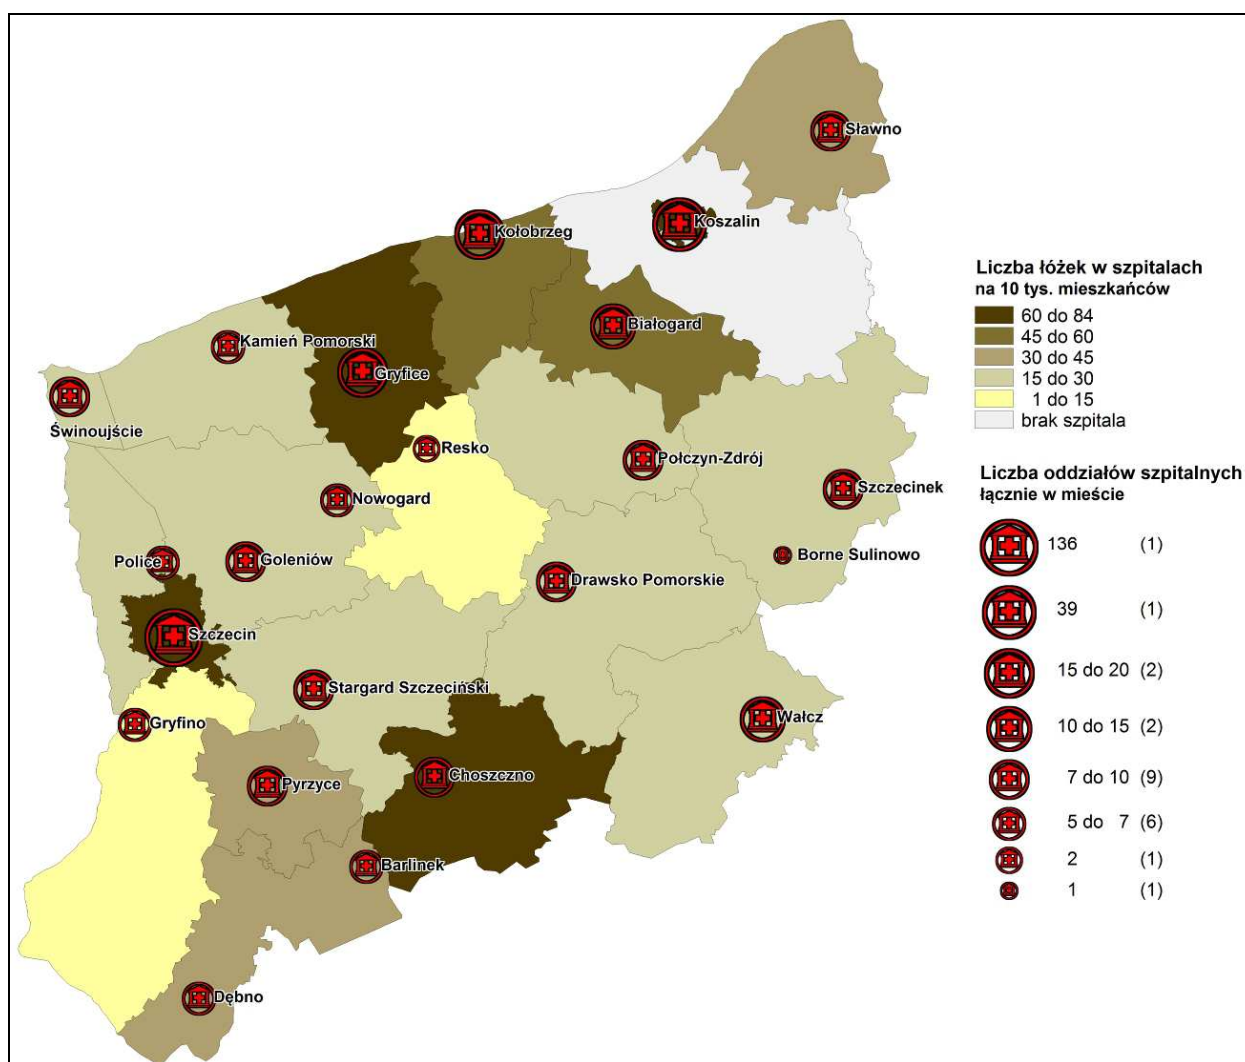 Sławno
Koszalin
Kołobrzeg
Białogard
Kamień Pomorski
Gryfice
Świnoujście
Resko
Połczyn-Zdrój
Szczecinek
Nowogard
Police
Goleniów
Borne Sulinowo
Drawsko Pomorskie
Szczecin
Stargard Szczeciński
Gryfino
Wałcz
Pyrzyce
Choszczno
Barlinek
Dębno
Liczba łóżek w szpitalach
na 10 tys. mieszkańców
60 do 84
45 do 60
30 do 45
15 do 30
1 do 15
brak szpitala
Liczba oddziałów szpitalnych
łącznie w mieście
136 (1)
39 (1)
15 do 20 (2)
10 do 15 (2)
7 do 10 (9)
5 do 7 (6)
2 (1)
1 (1)